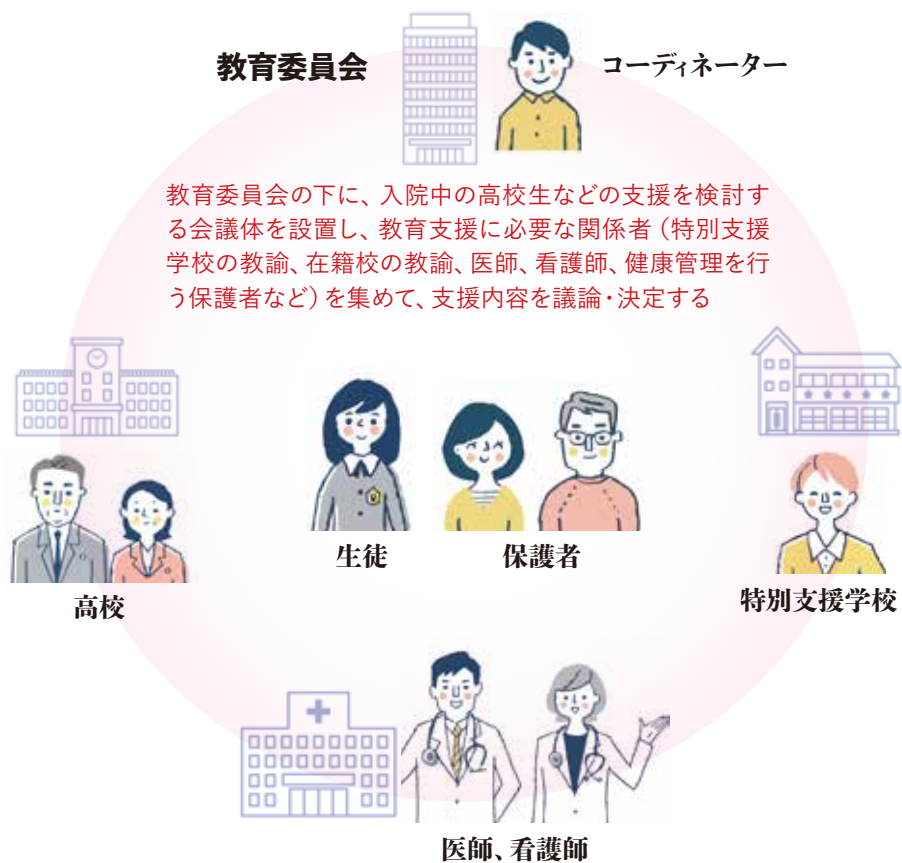 教育委員会
コーディネーター
教育委員会の下に、入院中の高校生などの支援を検討す
る会議体を設置し、教育支援に必要な関係者（特別支援
学校の教諭、在籍校の教諭、医師、看護師、健康管理を行
う保護者など）を集めて、支援内容を議論・決定する
生徒
保護者
高校
特別支援学校
医師、看護師